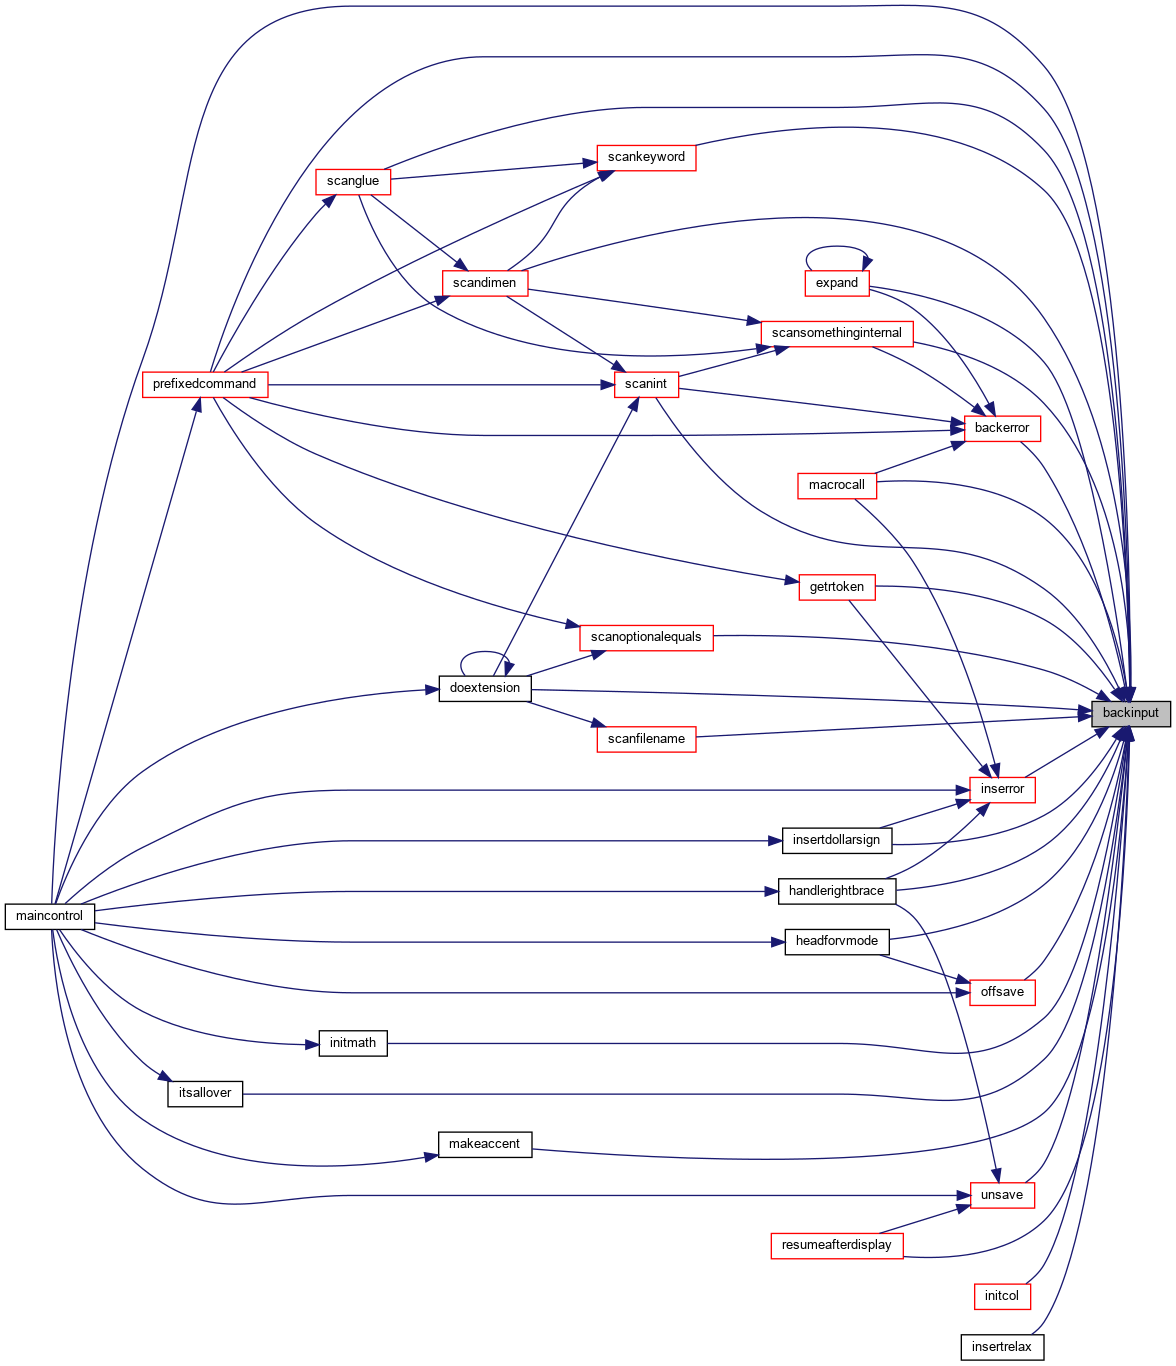 scankeyword
scanglue
scandimen
expand
scansomethinginternal
prefixedcommand
scanint
backerror
macrocall
getrtoken
scanoptionalequals
doextension
backinput
scanfilename
inserror
insertdollarsign
handlerightbrace
maincontrol
headforvmode
offsave
initmath
itsallover
makeaccent
unsave
resumeafterdisplay
initcol
insertrelax